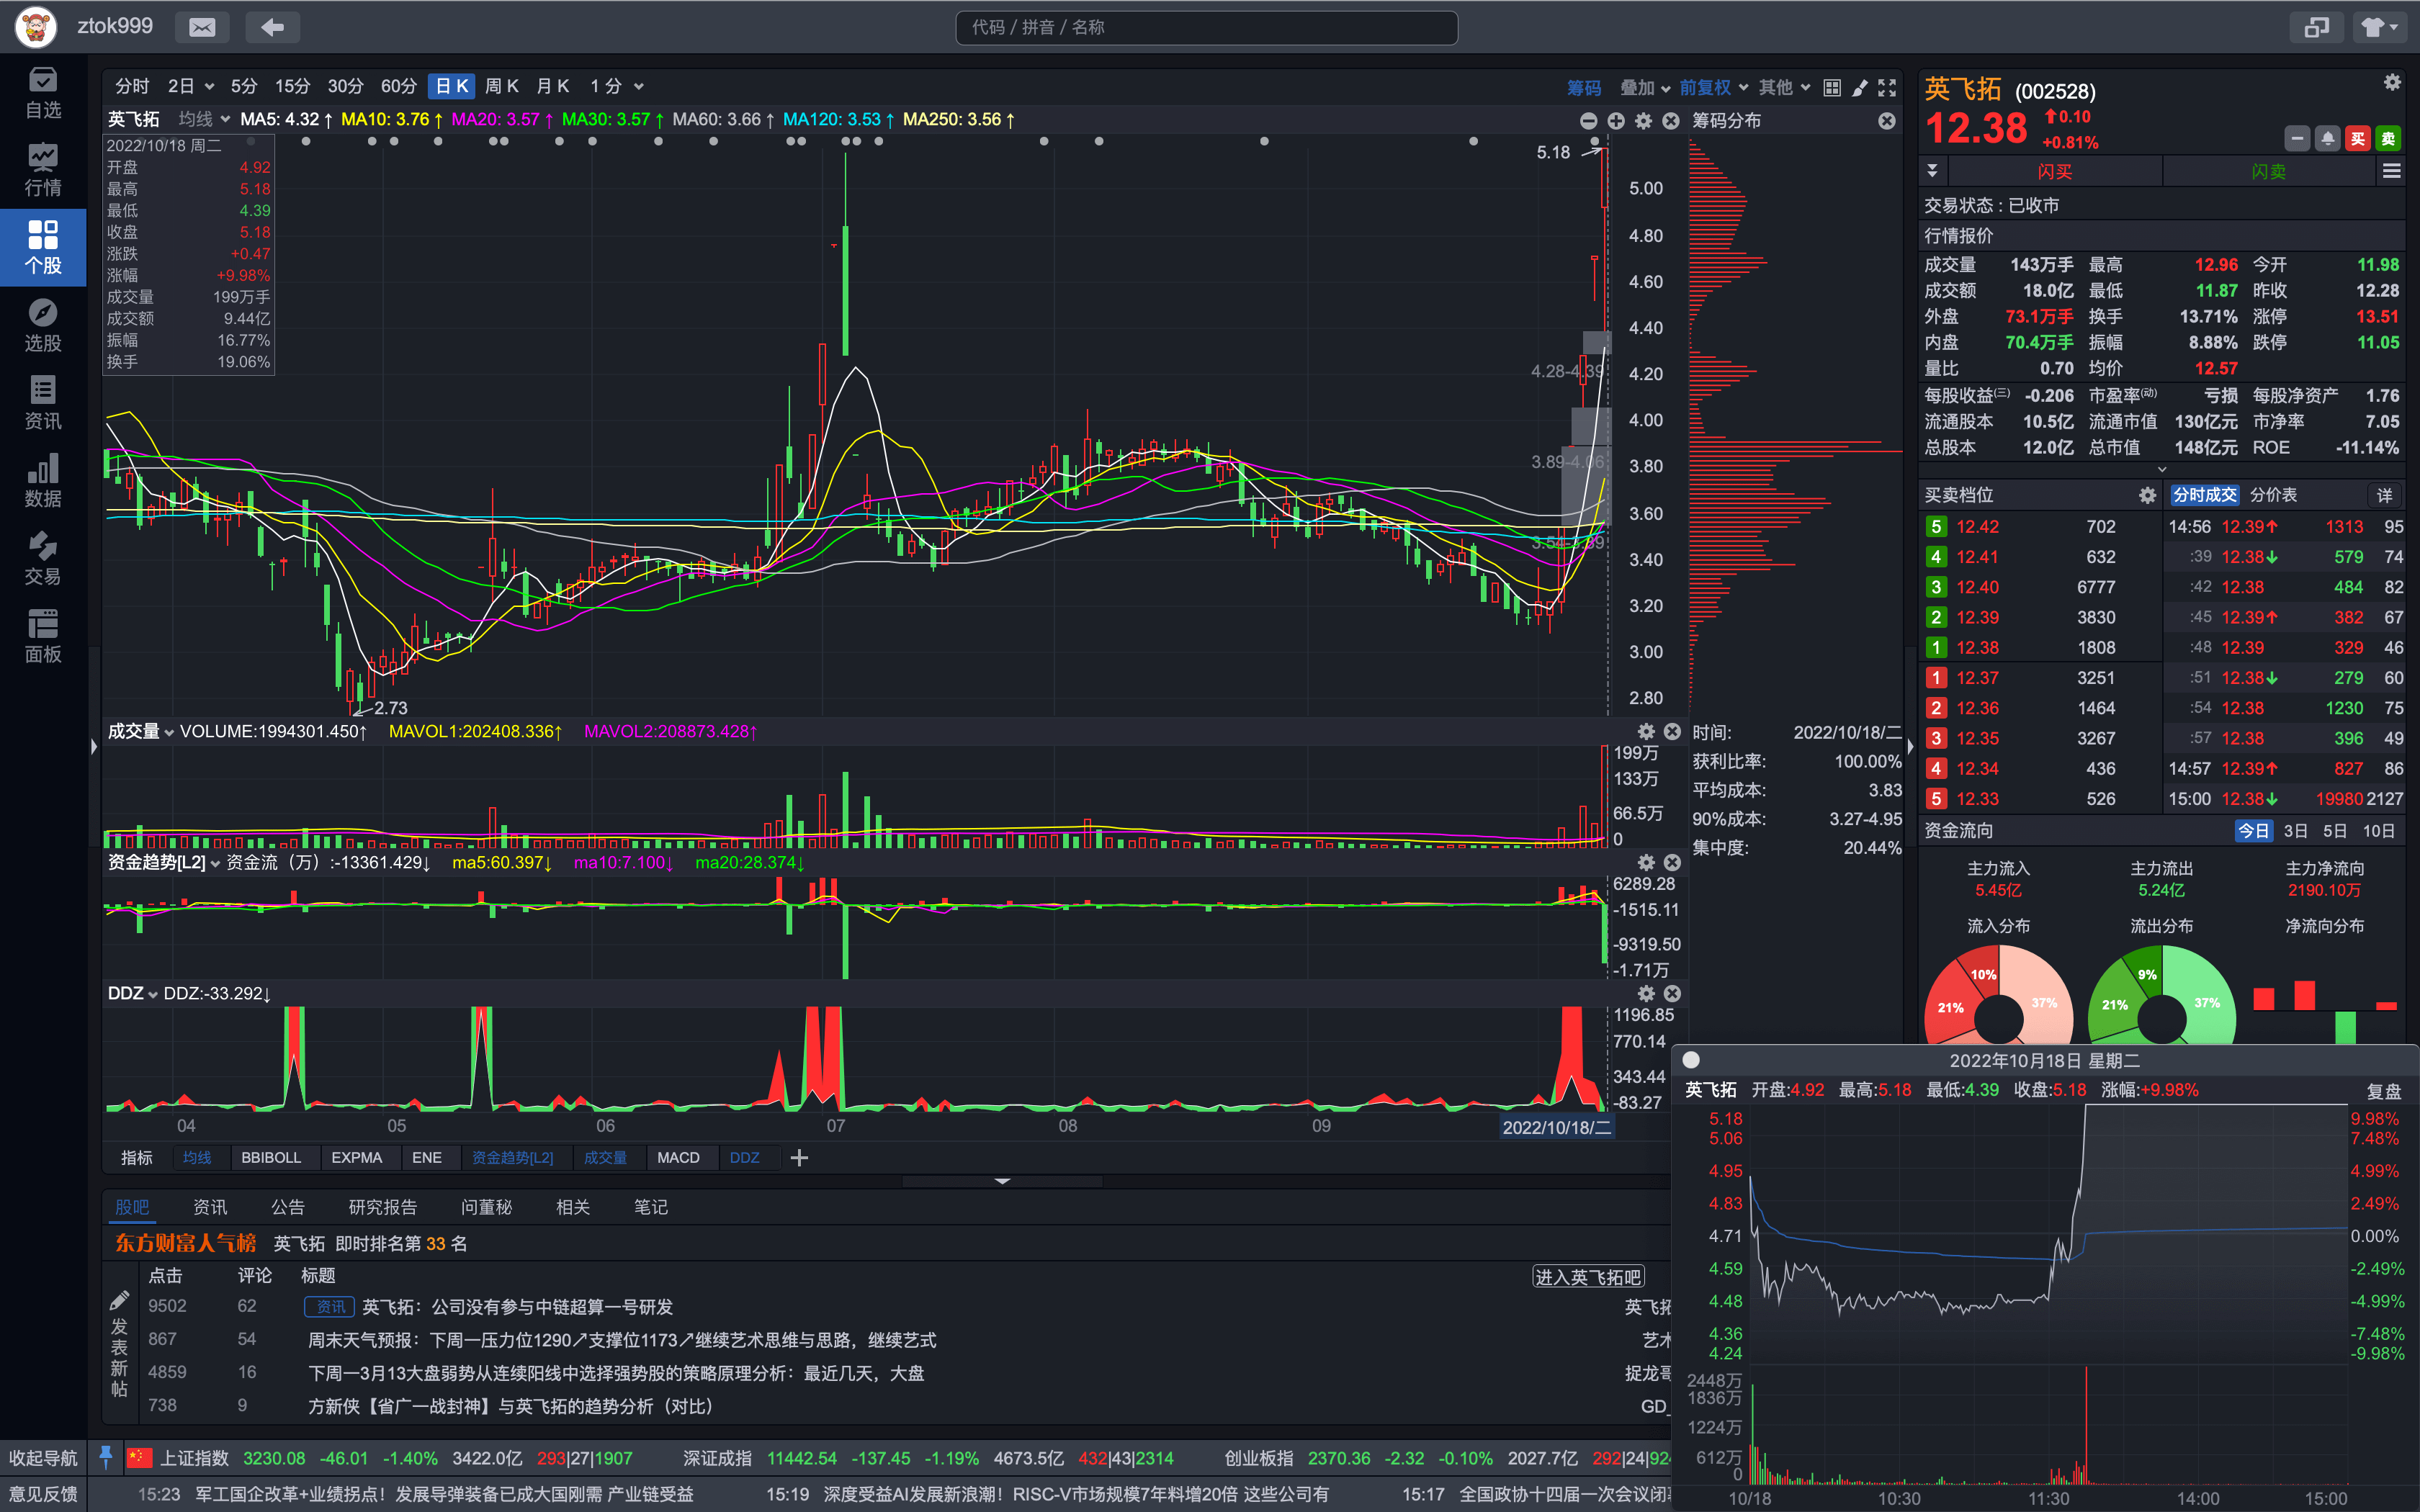 ztok999
代码 / 拼音 / 名称
自选
行情
个股
选股
资讯
数据
交易
面板
收起导航
意见反馈
分时 2日 5分 15分 30分 60分 日K 周K 月K 1分
筹码 叠加 前复权 其他
英飞拓 均线 MA5: 4.32↑ MA10: 3.76↑ MA20: 3.57↑ MA30: 3.57↑ MA60: 3.66↑ MA120: 3.53↑ MA250: 3.56↑
筹码分布
2022/10/18 周二
开盘 4.92
最高 5.18
最低 4.39
收盘 5.18
涨跌 +0.47
涨幅 +9.98%
成交量 199万手
成交额 9.44亿
振幅 16.77%
换手 19.06%
5.18
5.00
4.80
4.60
4.40
4.20
4.00
3.80
3.60
3.40
3.20
3.00
2.80
4.28-4.39
3.89-4.06
2.73
成交量 VOLUME:1994301.450↑ MAVOL1:202408.336↑ MAVOL2:208873.428↑
199万
133万
66.5万
0
时间: 2022/10/18/二
获利比率: 100.00%
平均成本: 3.83
90%成本: 3.27-4.95
集中度: 20.44%
资金趋势[L2] 资金流（万）:-13361.429↓ ma5:60.397↓ ma10:7.100↓ ma20:28.374↓
6289.28
-1515.11
-9319.50
-1.71万
DDZ DDZ:-33.292↓
1196.85
770.14
343.44
-83.27
04 05 06 07 08 09 2022/10/18/二
指标 均线 BBIBOLL EXPMA ENE 资金趋势[L2] 成交量 MACD DDZ
股吧 资讯 公告 研究报告 问董秘 相关 笔记
东方财富人气榜 英飞拓 即时排名第 33 名
点击 评论 标题 进入英飞拓吧
发表新帖
9502 62 资讯 英飞拓：公司没有参与中链超算一号研发 英飞拓
867 54 周末天气预报：下周一压力位1290↗支撑位1173↗继续艺术思维与思路，继续艺式 艺术
4859 16 下周一3月13大盘弱势从连续阳线中选择强势股的策略原理分析：最近几天，大盘 捉龙哥
738 9 方新侠【省广一战封神】与英飞拓的趋势分析（对比） GD_
上证指数 3230.08 -46.01 -1.40% 3422.0亿 293|27|1907 深证成指 11442.54 -137.45 -1.19% 4673.5亿 432|43|2314 创业板指 2370.36 -2.32 -0.10% 2027.7亿 292|24|924
15:23 军工国企改革+业绩拐点！发展导弹装备已成大国刚需 产业链受益 15:19 深度受益AI发展新浪潮！RISC-V市场规模7年料增20倍 这些公司有 15:17 全国政协十四届一次会议闭幕
英飞拓 (002528)
12.38 ↑0.10
+0.81%
买 卖
闪买 闪卖
交易状态 : 已收市
行情报价
成交量 143万手 最高 12.96 今开 11.98
成交额 18.0亿 最低 11.87 昨收 12.28
外盘 73.1万手 换手 13.71% 涨停 13.51
内盘 70.4万手 振幅 8.88% 跌停 11.05
量比 0.70 均价 12.57
每股收益(三) -0.206 市盈率(动) 亏损 每股净资产 1.76
流通股本 10.5亿 流通市值 130亿元 市净率 7.05
总股本 12.0亿 总市值 148亿元 ROE -11.14%
买卖档位 分时成交 分价表 详
5 12.42 702 14:56 12.39↑ 1313 95
4 12.41 632 :39 12.38↓ 579 74
3 12.40 6777 :42 12.38 484 82
2 12.39 3830 :45 12.39↑ 382 67
1 12.38 1808 :48 12.39 329 46
1 12.37 3251 :51 12.38↓ 279 60
2 12.36 1464 :54 12.38 1230 75
3 12.35 3267 :57 12.38 396 49
4 12.34 436 14:57 12.39↑ 827 86
5 12.33 526 15:00 12.38↓ 19980 2127
资金流向 今日 3日 5日 10日
主力流入 主力流出 主力净流向
5.45亿 5.24亿 2190.10万
流入分布 流出分布 净流向分布
10% 37% 21%
9% 37% 21%
2022年10月18日 星期二
英飞拓 开盘:4.92 最高:5.18 最低:4.39 收盘:5.18 涨幅:+9.98% 复盘
5.18 9.98%
5.06 7.48%
4.95 4.99%
4.83 2.49%
4.71 0.00%
4.59 -2.49%
4.48 -4.99%
4.36 -7.48%
4.24 -9.98%
2448万
1836万
1224万
612万
0
10/18 10:30 11:30 14:00 15:00